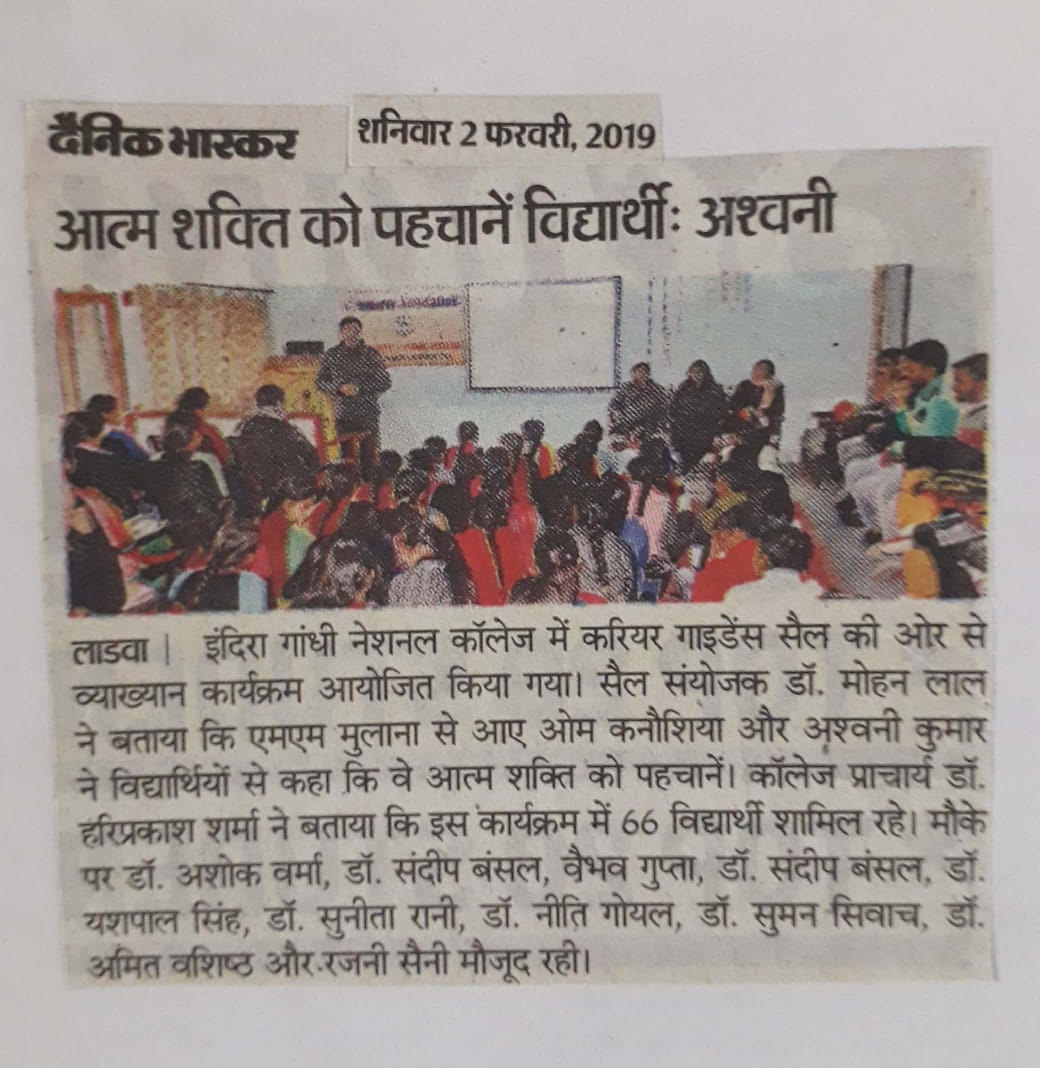 दैनिक भास्कर
शनिवार 2 फरवरी, 2019
आत्म शक्ति को पहचानें विद्यार्थी: अश्वनी
लाडवा | इंदिरा गांधी नेशनल कॉलेज में करियर गाइडेंस सैल की ओर से
व्याख्यान कार्यक्रम आयोजित किया गया। सैल संयोजक डॉ. मोहन लाल
ने बताया कि एमएम मुलाना से आए ओम कनौशिया और अश्वनी कुमार
ने विद्यार्थियों से कहा कि वे आत्म शक्ति को पहचानें। कॉलेज प्राचार्य डॉ.
हरिप्रकाश शर्मा ने बताया कि इस कार्यक्रम में 66 विद्यार्थी शामिल रहे। मौके
पर डॉ. अशोक वर्मा, डॉ. संदीप बंसल, वैभव गुप्ता, डॉ. संदीप बंसल, डॉ.
यशपाल सिंह, डॉ. सुनीता रानी, डॉ. नीति गोयल, डॉ. सुमन सिवाच, डॉ.
अमित वशिष्ठ और रजनी सैनी मौजूद रही।